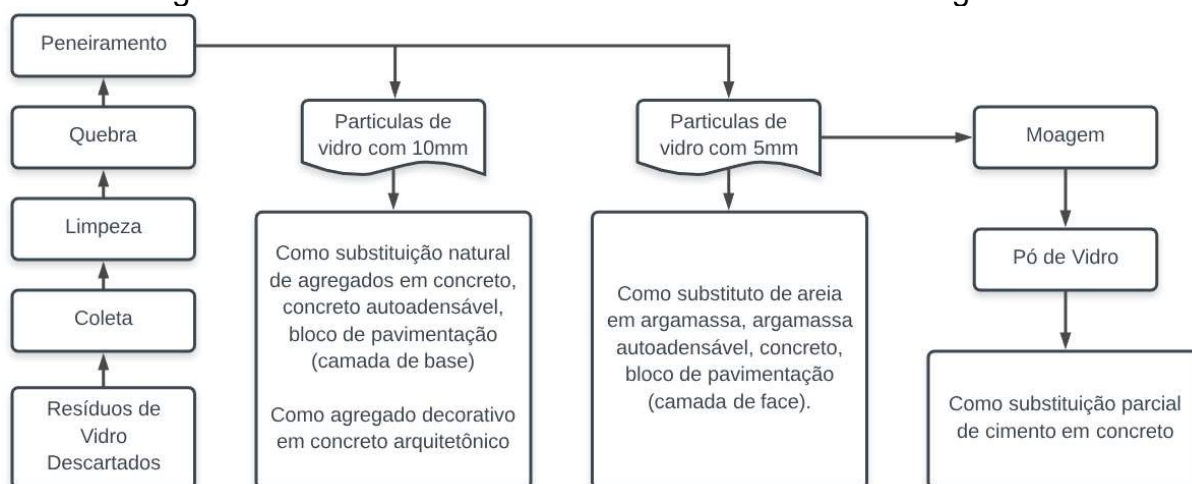 Peneiramento
Quebra
Limpeza
Coleta
Resíduos de
Vidro
Descartados
Particulas de
vidro com 10mm
Como substituição natural
de agregados em concreto,
concreto autoadensável,
bloco de pavimentação
(camada de base)
Como agregado decorativo
em concreto arquitetônico
Particulas de
vidro com 5mm
Como substituto de areia
em argamassa, argamassa
autoadensável, concreto,
bloco de pavimentação
(camada de face).
Moagem
Pó de Vidro
Como substituição parcial
de cimento em concreto